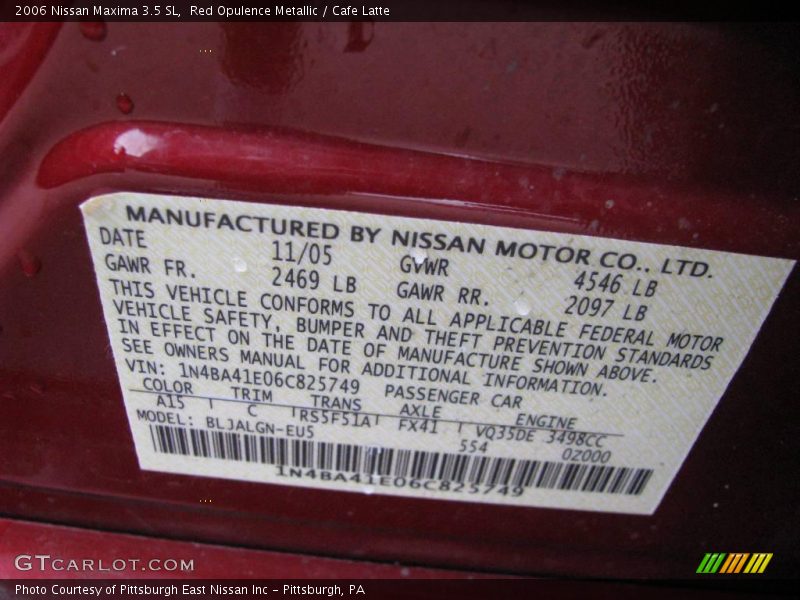 2006 Nissan Maxima 3.5 SL, Red Opulence Metallic / Cafe Latte
MANUFACTURED BY NISSAN MOTOR CO., LTD.
DATE 11/05 GVWR 4546 LB
GAWR FR. 2469 LB GAWR RR. 2097 LB
THIS VEHICLE CONFORMS TO ALL APPLICABLE FEDERAL MOTOR
VEHICLE SAFETY, BUMPER AND THEFT PREVENTION STANDARDS
IN EFFECT ON THE DATE OF MANUFACTURE SHOWN ABOVE.
SEE OWNERS MANUAL FOR ADDITIONAL INFORMATION.
VIN: 1N4BA41E06C825749 PASSENGER CAR
COLOR TRIM TRANS AXLE ENGINE
A15 C RS5F51A FX41 VQ35DE 3498CC
MODEL: BLJALGN-EU5 554 02000
1N4BA41E06C825749
GTCARLOT.COM
Photo Courtesy of Pittsburgh East Nissan Inc - Pittsburgh, PA